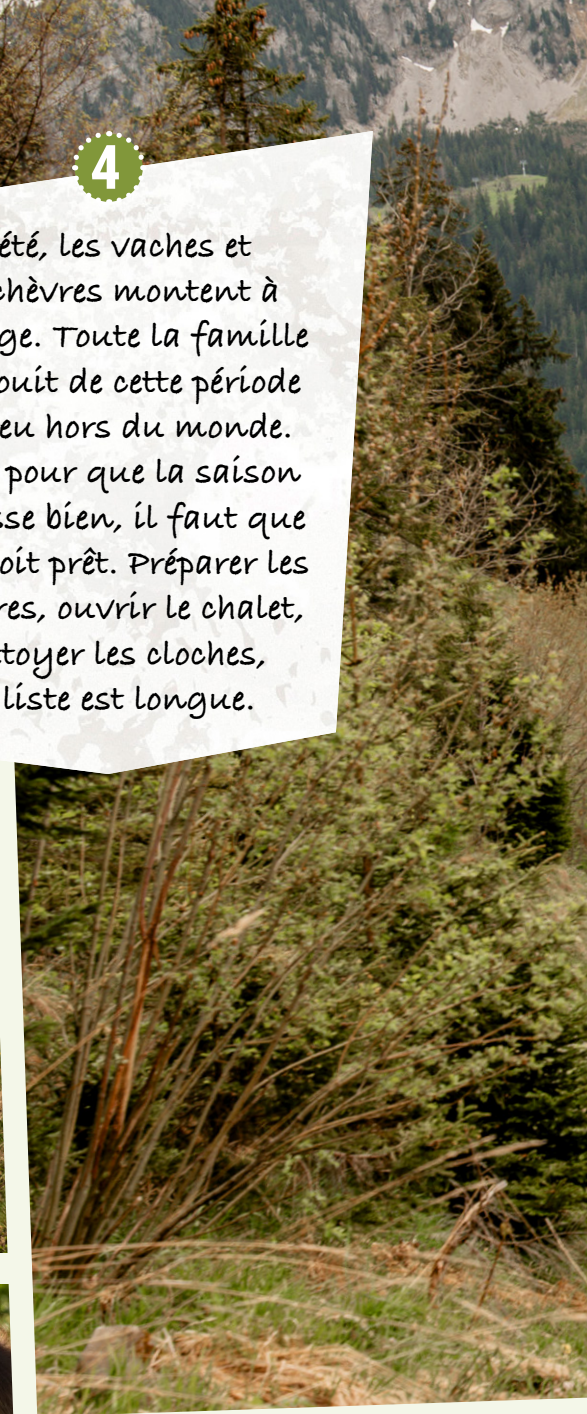 4
été, les vaches et
chèvres montent à
ge. Toute la famille
ouit de cette période
eu hors du monde.
pour que la saison
sse bien, il faut que
oit prêt. Préparer les
res, ouvrir le chalet,
toyer les cloches,
liste est longue.